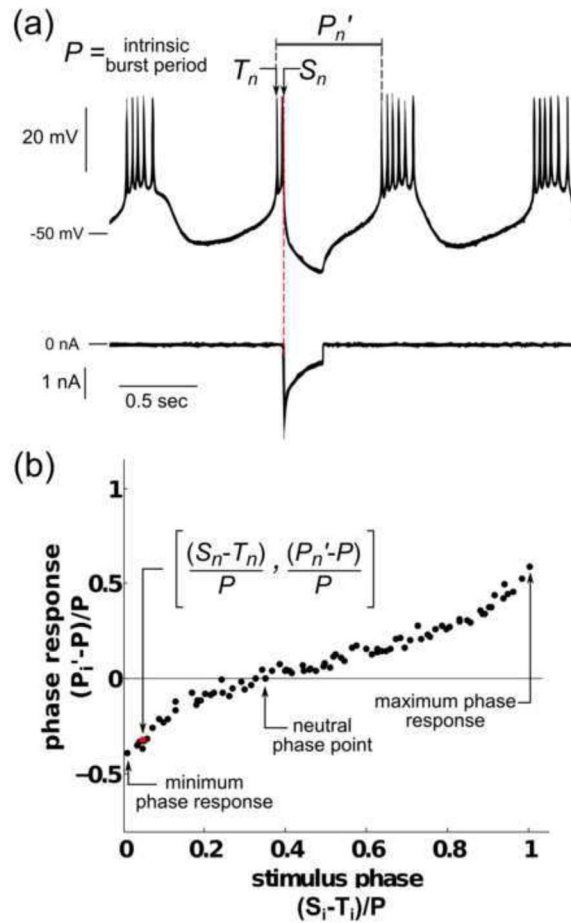 (a)
P = intrinsic
burst period
Pn'
Tn
Sn
20 mV
-50 mV
0 nA
1 nA
0.5 sec
(b)
1
0.5
0
−0.5
phase response
(Pi'-P)/P
[(Sn-Tn)/P , (Pn'-P)/P]
neutral
phase point
maximum phase
response
minimum
phase response
0 0.2 0.4 0.6 0.8 1
stimulus phase
(Si-Ti)/P